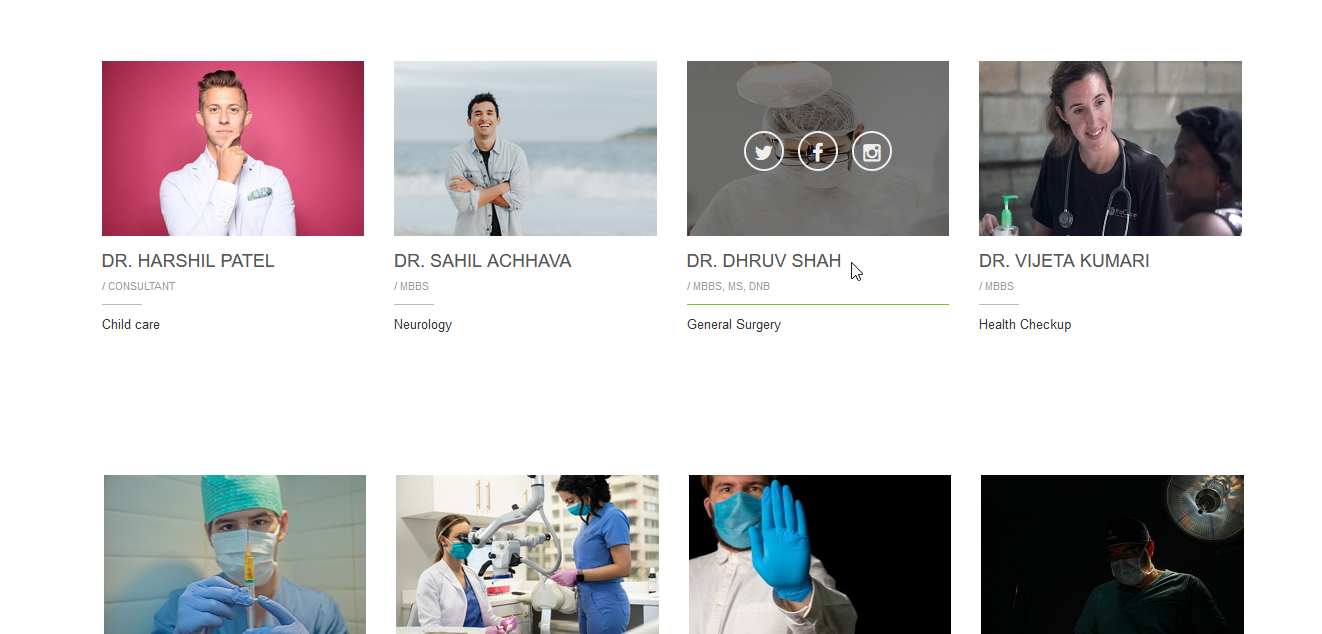 DR. HARSHIL PATEL
/ CONSULTANT
Child care
DR. SAHIL ACHHAVA
/ MBBS
Neurology
DR. DHRUV SHAH
/ MBBS, MS, DNB
General Surgery
DR. VIJETA KUMARI
/ MBBS
Health Checkup